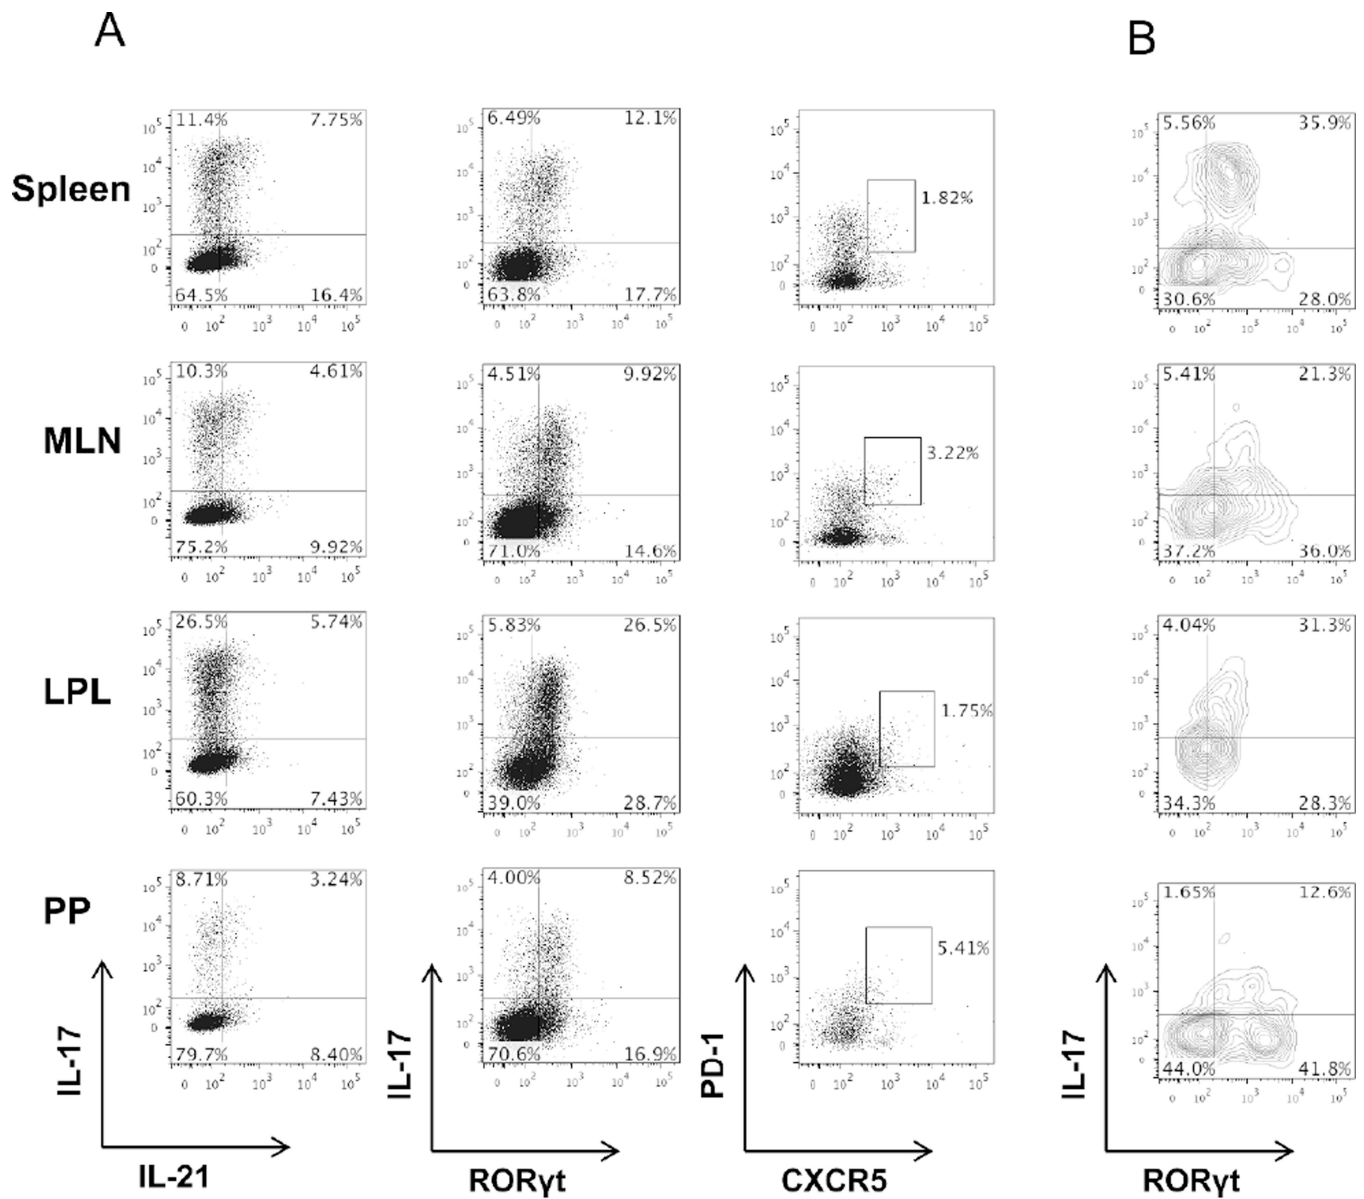 A B
11.4% 7.75% 6.49% 12.1% 5.56% 35.9%
Spleen 1.82%
64.5% 16.4% 63.8% 17.7% 30.6% 28.0%
10.3% 4.61% 4.51% 9.92% 5.41% 21.3%
MLN 3.22%
75.2% 9.92% 71.0% 14.6% 37.2% 36.0%
26.5% 5.74% 5.83% 26.5% 4.04% 31.3%
LPL 1.75%
60.3% 7.43% 39.0% 28.7% 34.3% 28.3%
8.71% 3.24% 4.00% 8.52% 1.65% 12.6%
PP 5.41%
79.7% 8.40% 70.6% 16.9% 44.0% 41.8%
IL-17 IL-17 PD-1 IL-17
IL-21 RORγt CXCR5 RORγt